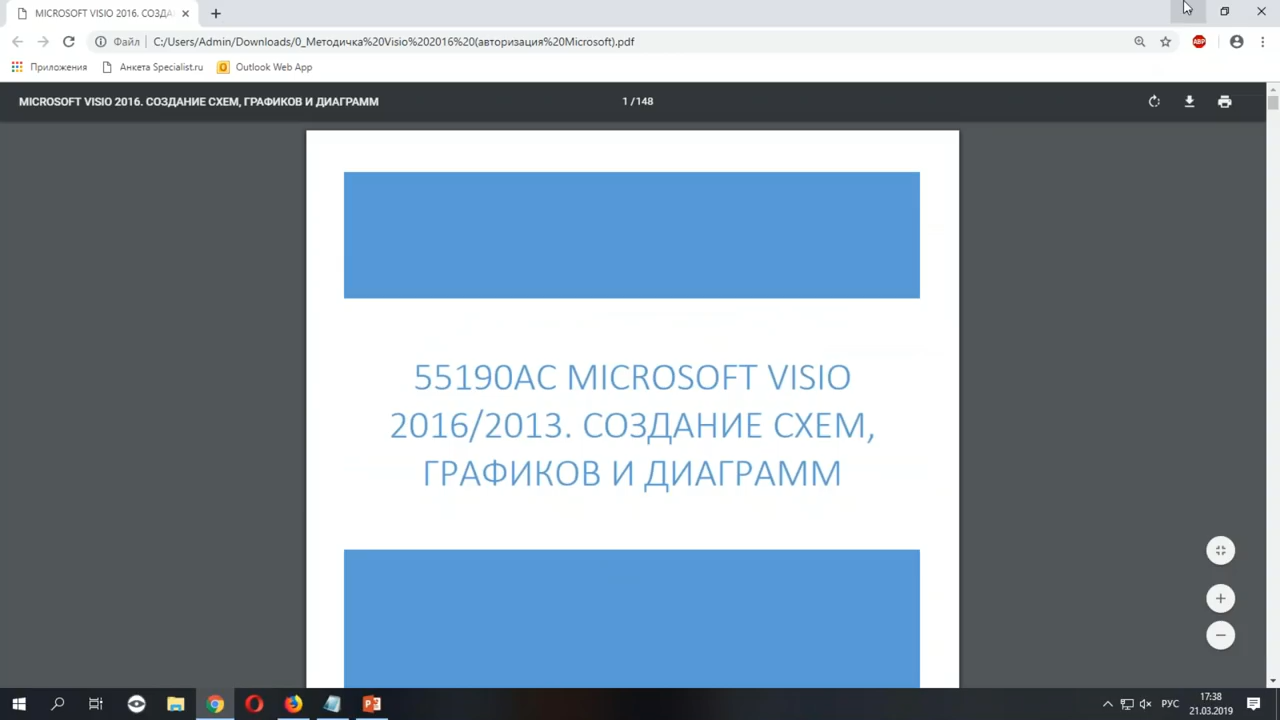 MICROSOFT VISIO 2016. СОЗДА
Файл
C:/Users/Admin/Downloads/0_Методичка%20Visio%202016%20(авторизация%20Microsoft).pdf
ABP
Приложения
Анкета Specialist.ru
Outlook Web App
MICROSOFT VISIO 2016. СОЗДАНИЕ СХЕМ, ГРАФИКОВ И ДИАГРАММ
1 / 148
55190AC MICROSOFT VISIO
2016/2013. СОЗДАНИЕ СХЕМ,
ГРАФИКОВ И ДИАГРАММ
РУС
17:38
21.03.2019